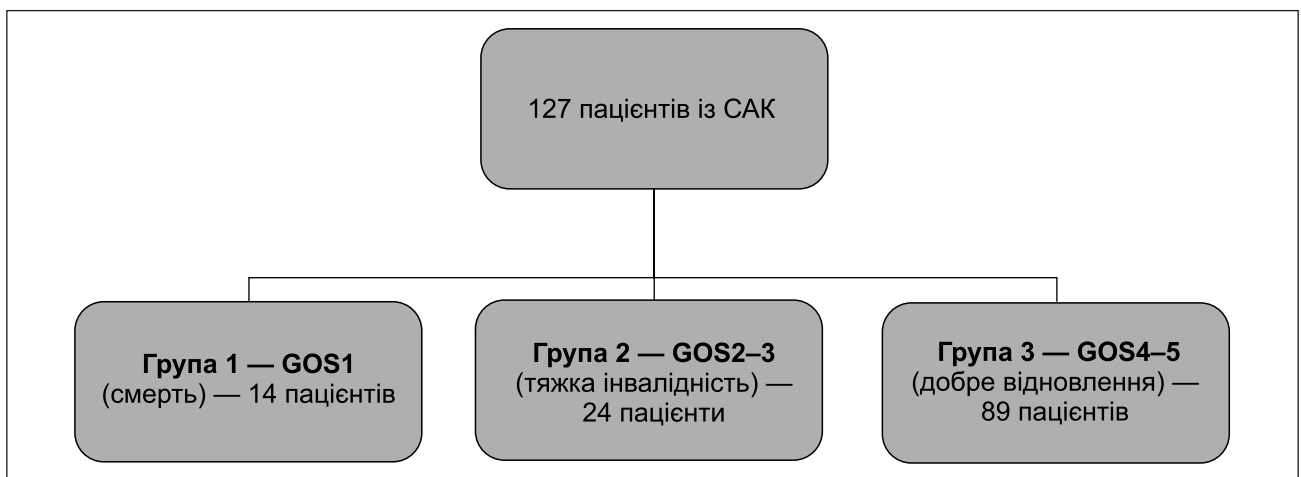 127 пацієнтів із САК
Група 1 — GOS1
(смерть) — 14 пацієнтів
Група 2 — GOS2–3
(тяжка інвалідність) —
24 пацієнти
Група 3 — GOS4–5
(добре відновлення) —
89 пацієнтів